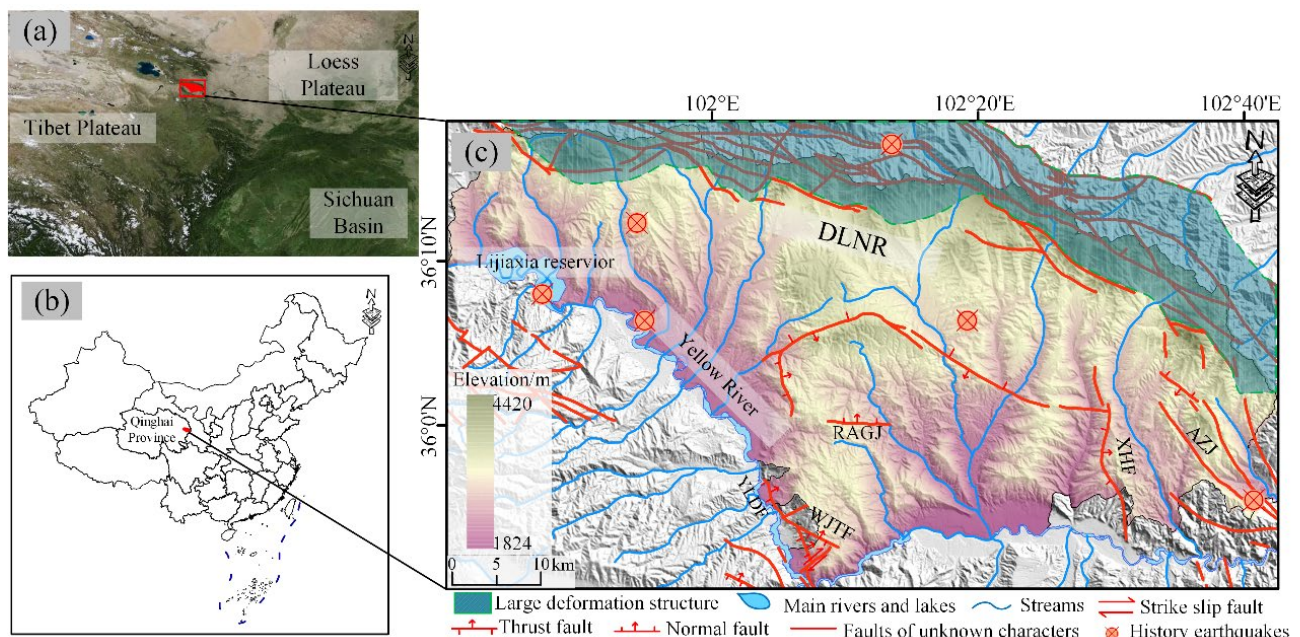 (a)
N
Loess
Plateau
Tibet Plateau
Sichuan
Basin
(b)
N
Qinghai
Province
102°E
102°20'E
102°40'E
(c)
N
DLNR
36°10'N
Lijiaxia reservior
Yellow River
Elevation/m
4420
36°0'N
RAGJ
XHF
AZJ
YLDF
WJTF
1824
0 5 10 km
Large deformation structure
Main rivers and lakes
Streams
Strike slip fault
Thrust fault
Normal fault
Faults of unknown characters
History earthquakes